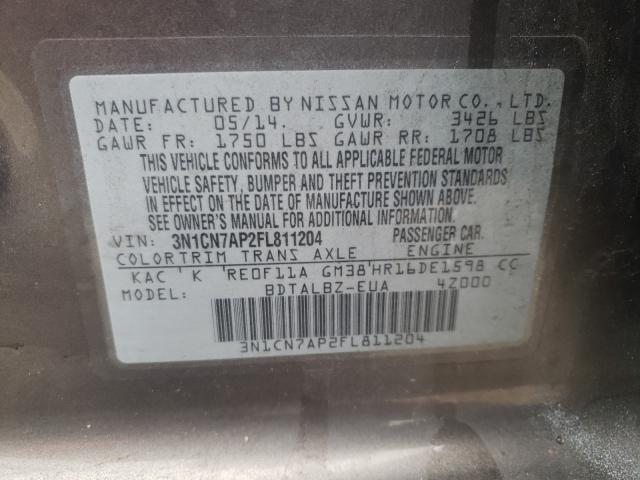 MANUFACTURED BY NISSAN MOTOR CO., LTD.
DATE: 05/14. GVWR: 3426 LBS
GAWR FR: 1750 LBS GAWR RR: 1708 LBS
THIS VEHICLE CONFORMS TO ALL APPLICABLE FEDERAL MOTOR
VEHICLE SAFETY, BUMPER AND THEFT PREVENTION STANDARDS
IN EFFECT ON THE DATE OF MANUFACTURE SHOWN ABOVE.
SEE OWNER'S MANUAL FOR ADDITIONAL INFORMATION.
VIN: 3N1CN7AP2FL811204 PASSENGER CAR.
COLOR TRIM TRANS AXLE ENGINE
KAC 'K 'RE0F11A GM38'HR16DE1598 CC
MODEL: BDTALBZ-EUA 4Z000
3N1CN7AP2FL811204